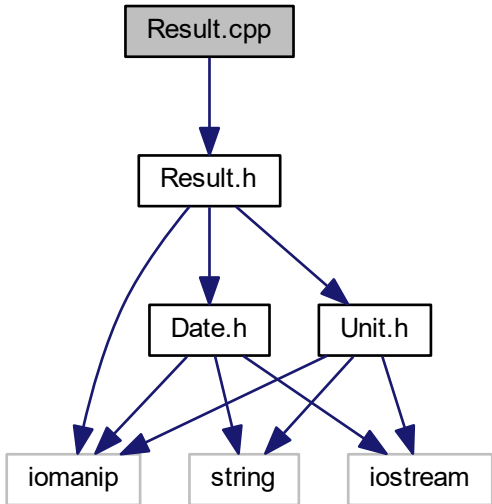 Result.cpp
Result.h
Date.h
Unit.h
iomanip
string
iostream